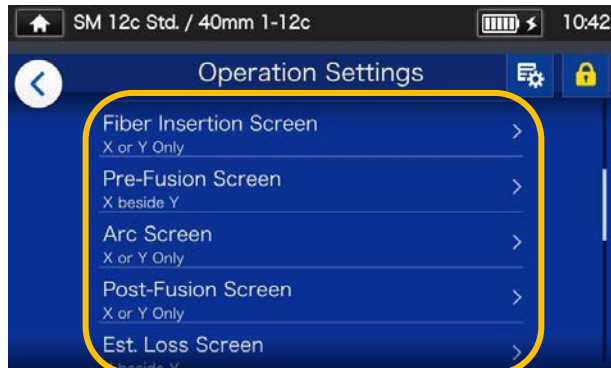 SM 12c Std. / 40mm 1-12c 10:42
Operation Settings
Fiber Insertion Screen
X or Y Only
Pre-Fusion Screen
X beside Y
Arc Screen
X or Y Only
Post-Fusion Screen
X or Y Only
Est. Loss Screen
X beside Y